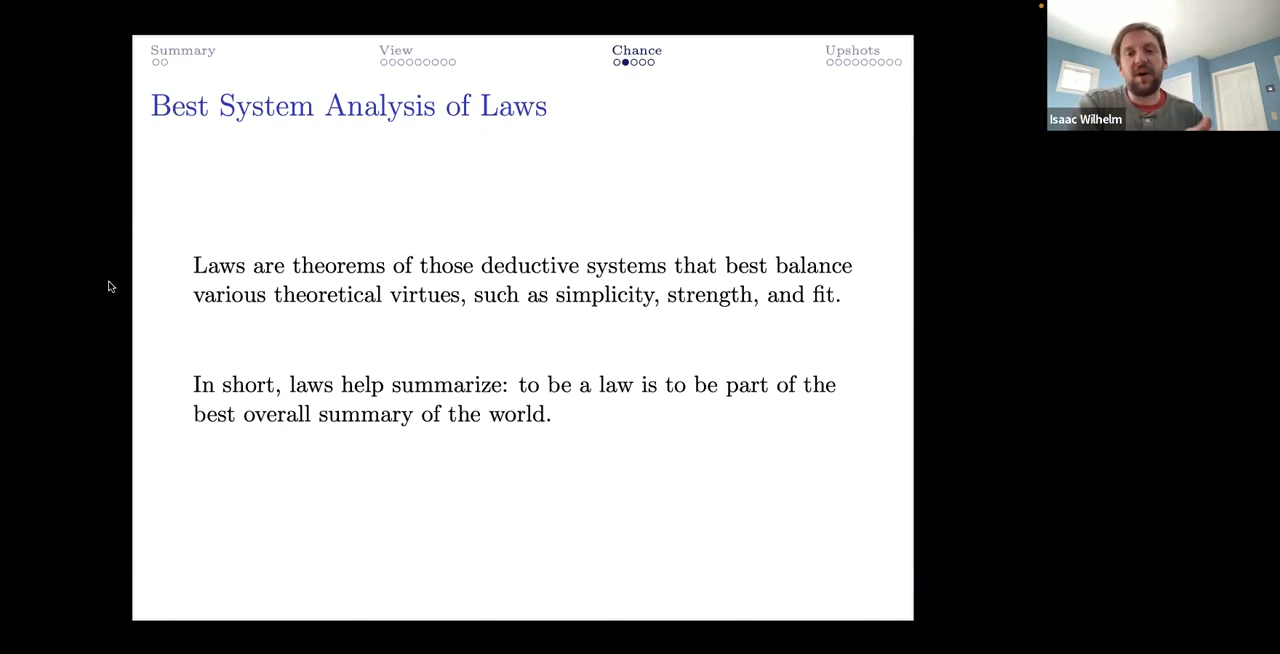 Summary View Chance Upshots
Best System Analysis of Laws
Laws are theorems of those deductive systems that best balance
various theoretical virtues, such as simplicity, strength, and fit.
In short, laws help summarize: to be a law is to be part of the
best overall summary of the world.
Isaac Wilhelm